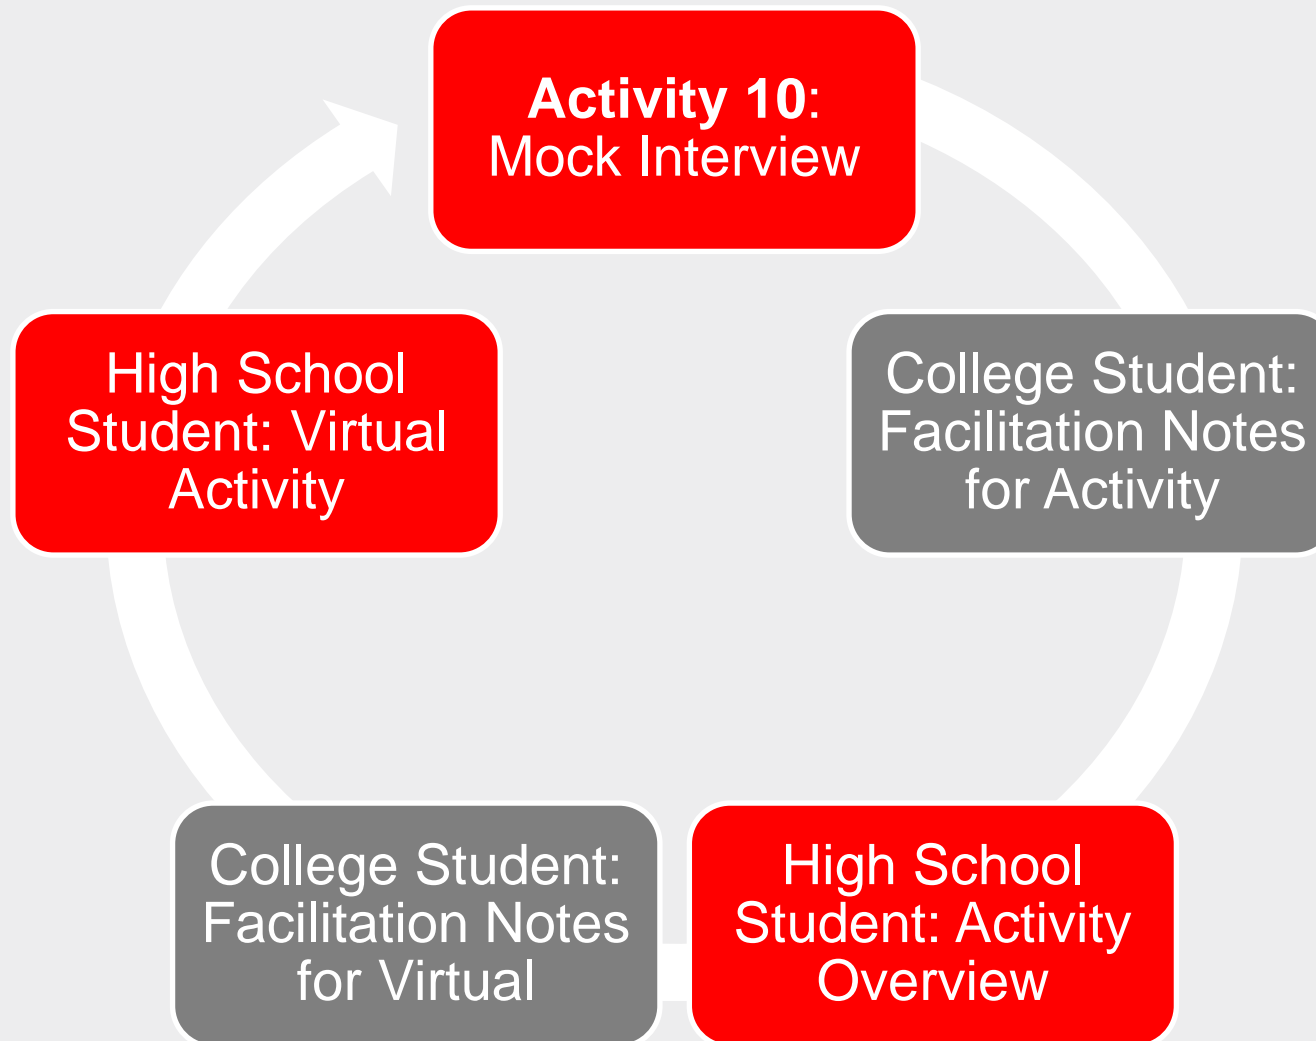 Activity 10:
Mock Interview
College Student:
Facilitation Notes
for Activity
High School
Student: Activity
Overview
College Student:
Facilitation Notes
for Virtual
High School
Student: Virtual
Activity